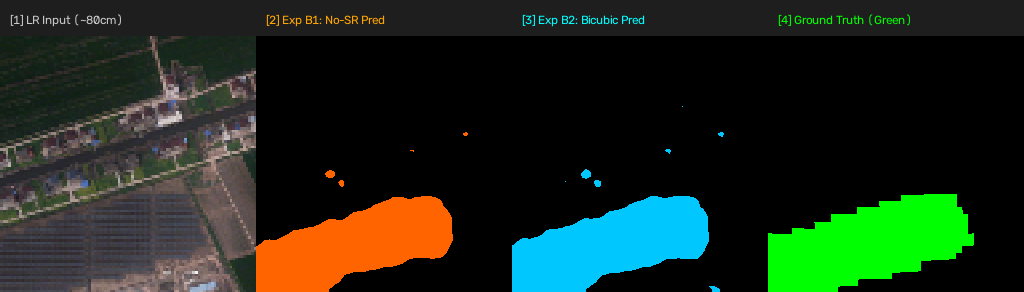 [1] LR Input (~80cm)
[2] Exp B1: No-SR Pred
[3] Exp B2: Bicubic Pred
[4] Ground Truth (Green)